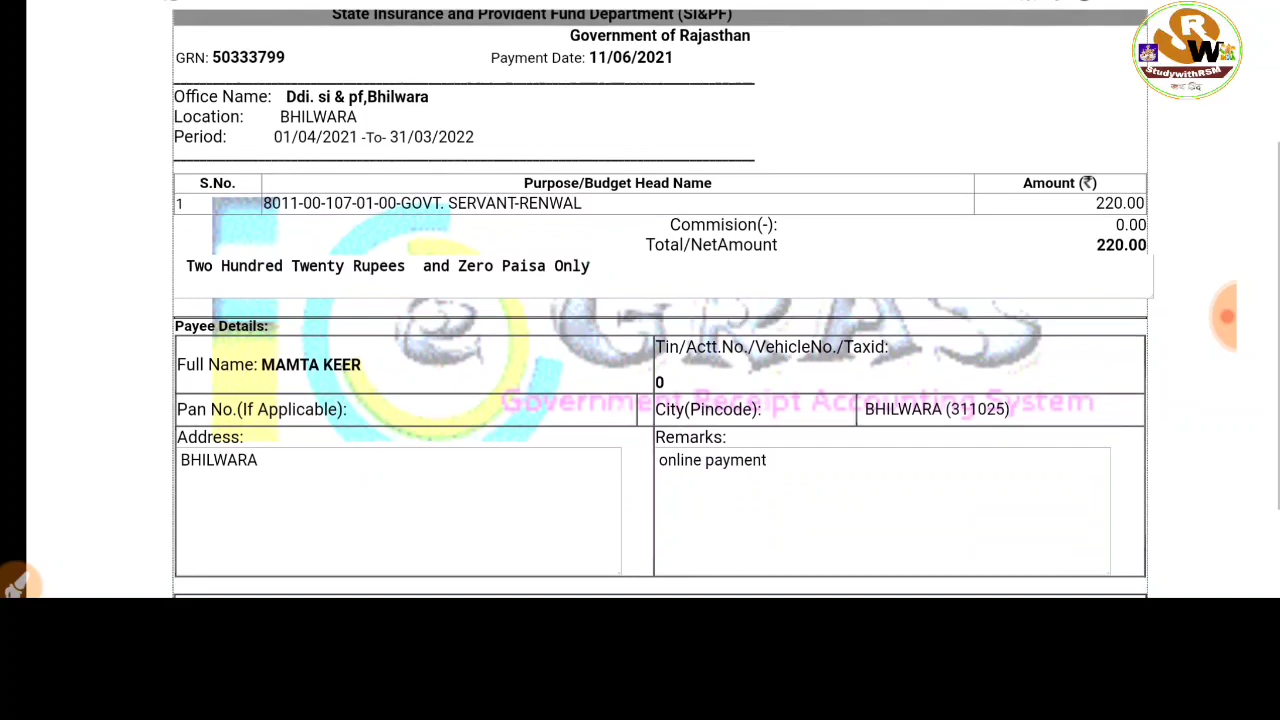 State Insurance and Provident Fund Department (SI&PF)
Government of Rajasthan
GRN: 50333799 Payment Date: 11/06/2021
Office Name: Ddi. si & pf,Bhilwara
Location: BHILWARA
Period: 01/04/2021 -To- 31/03/2022
S.No. Purpose/Budget Head Name Amount (₹)
1 8011-00-107-01-00-GOVT. SERVANT-RENWAL 220.00
Commision(-): 0.00
Total/NetAmount 220.00
Two Hundred Twenty Rupees and Zero Paisa Only
eGRAS
Payee Details:
Full Name: MAMTA KEER
Tin/Actt.No./VehicleNo./Taxid:
0
Government Receipt Accounting System
Pan No.(If Applicable): City(Pincode): BHILWARA (311025)
Address: Remarks:
BHILWARA online payment
SRW
StudywithRSM